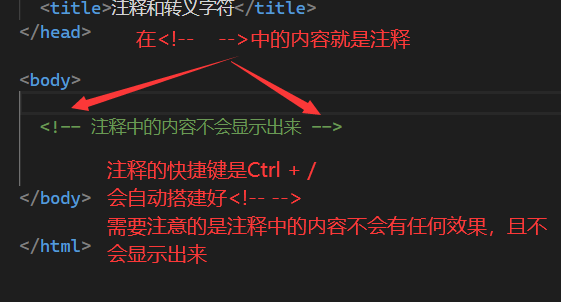 <title>注释和转义字符</title>
</head>
在<!-- -->中的内容就是注释
<body>
<!-- 注释中的内容不会显示出来 -->
注释的快捷键是Ctrl + /
会自动搭建好<!-- -->
</body>
需要注意的是注释中的内容不会有任何效果，且不
会显示出来
</html>